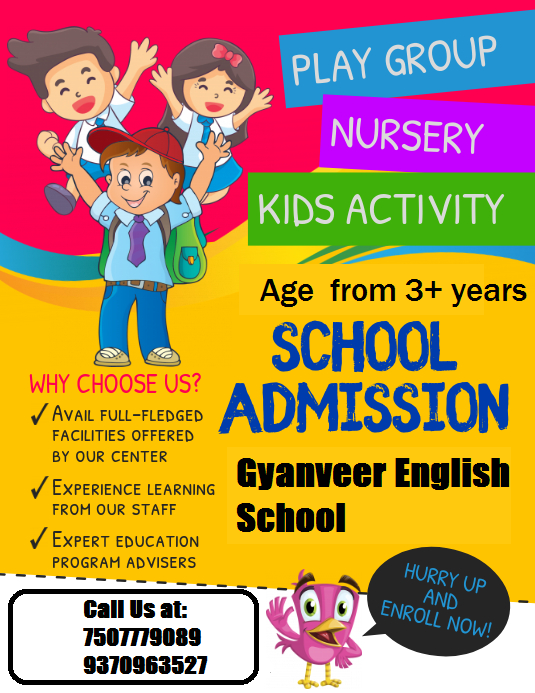 PLAY GROUP
NURSERY
KIDS ACTIVITY
Age from 3+ years
SCHOOL
ADMISSION
Gyanveer English
School
WHY CHOOSE US?
✓ AVAIL FULL-FLEDGED
FACILITIES OFFERED
BY OUR CENTER
✓ EXPERIENCE LEARNING
FROM OUR STAFF
✓ EXPERT EDUCATION
PROGRAM ADVISERS
Call Us at:
7507779089
9370963527
HURRY UP
AND
ENROLL NOW!